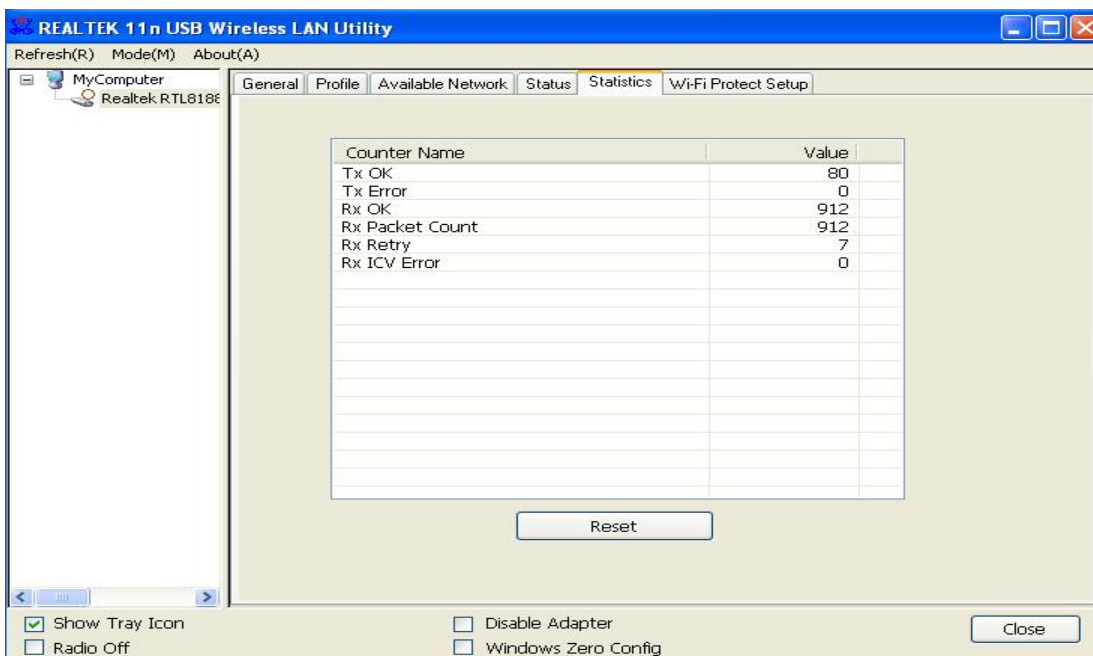 REALTEK 11n USB Wireless LAN Utility
Refresh(R) Mode(M) About(A)
MyComputer
Realtek RTL8188
General Profile Available Network Status Statistics Wi-Fi Protect Setup
Counter Name Value
Tx OK 80
Tx Error 0
Rx OK 912
Rx Packet Count 912
Rx Retry 7
Rx ICV Error 0
Reset
Show Tray Icon Disable Adapter
Radio Off Windows Zero Config
Close